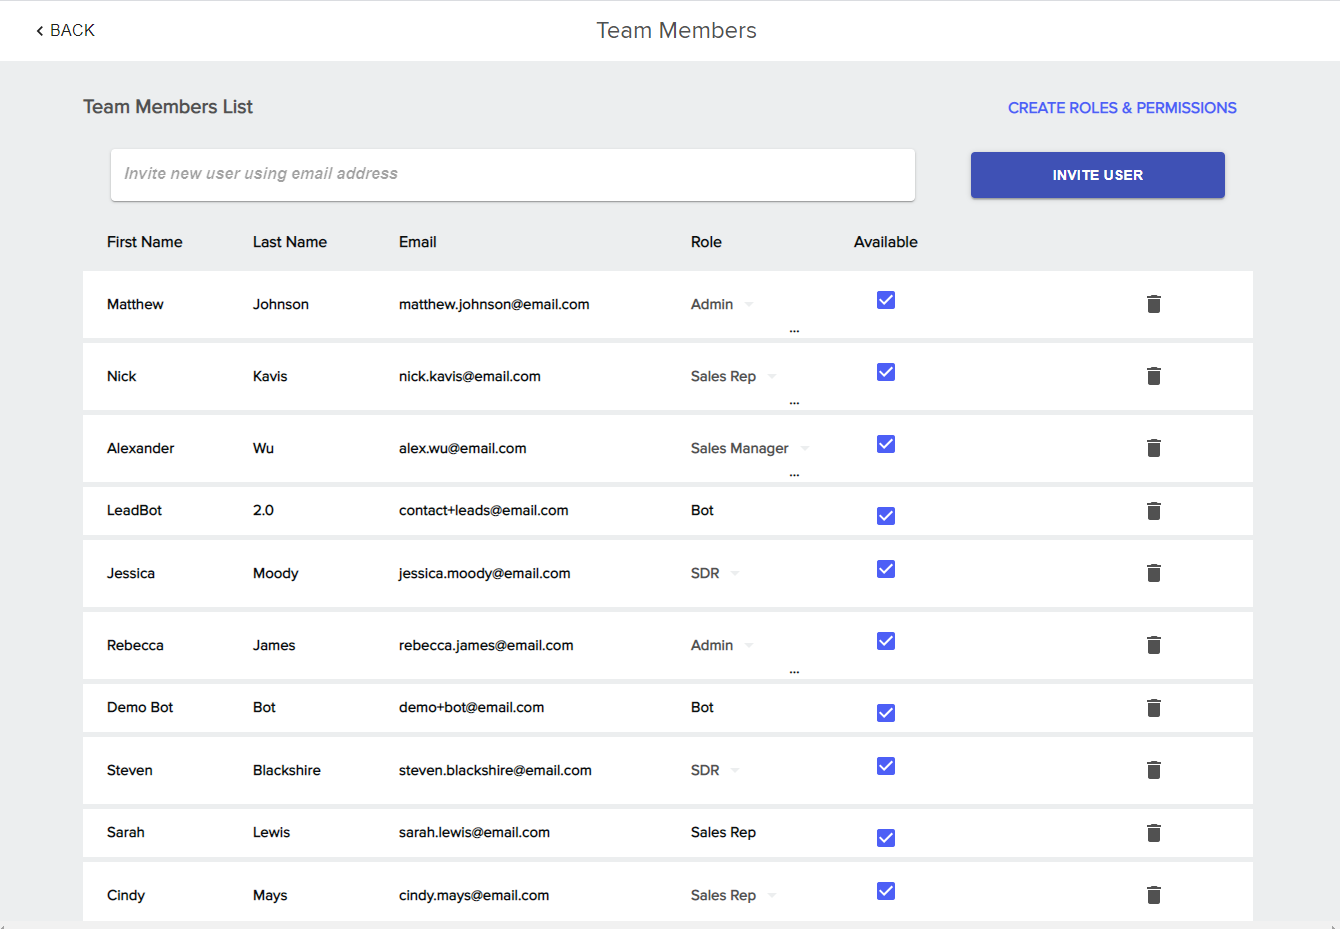 BACK
Team Members
Team Members List
CREATE ROLES & PERMISSIONS
Invite new user using email address
INVITE USER
First Name Last Name Email Role Available
Matthew Johnson matthew.johnson@email.com Admin
...
Nick Kavis nick.kavis@email.com Sales Rep
...
Alexander Wu alex.wu@email.com Sales Manager
...
LeadBot 2.0 contact+leads@email.com Bot
Jessica Moody jessica.moody@email.com SDR
Rebecca James rebecca.james@email.com Admin
...
Demo Bot Bot demo+bot@email.com Bot
Steven Blackshire steven.blackshire@email.com SDR
Sarah Lewis sarah.lewis@email.com Sales Rep
Cindy Mays cindy.mays@email.com Sales Rep